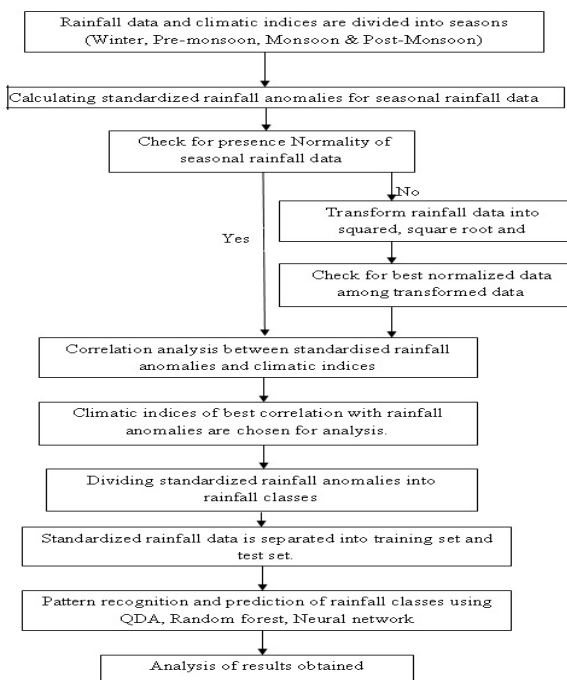 Rainfall data and climatic indices are divided into seasons
(Winter, Pre-monsoon, Monsoon & Post-Monsoon)
Calculating standardized rainfall anomalies for seasonal rainfall data
Check for presence Normality of
seasonal rainfall data
No
Transform rainfall data into
squared, square root and
Yes
Check for best normalized data
among transformed data
Correlation analysis between standardised rainfall
anomalies and climatic indices
Climatic indices of best correlation with rainfall
anomalies are chosen for analysis.
Dividing standardized rainfall anomalies into
rainfall classes
Standardized rainfall data is separated into training set and
test set.
Pattern recognition and prediction of rainfall classes using
QDA, Random forest, Neural network
Analysis of results obtained